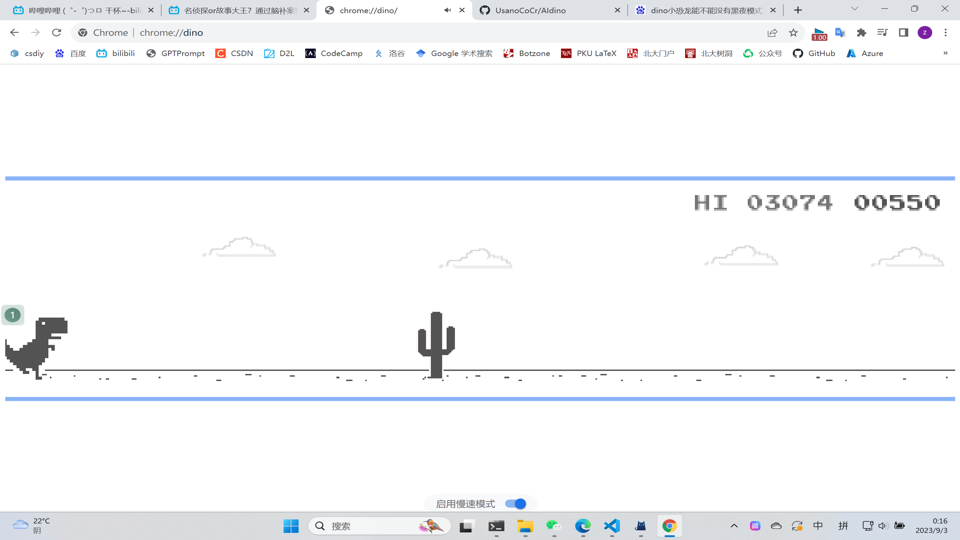 哔哩哔哩 (゜-゜)つロ 干杯~-bili
名侦探or故事大王？通过脑补案
chrome://dino/
UsanoCoCr/AIdino
dino小恐龙能不能没有黑夜模式
Chrome | chrome://dino
1.00
z
csdiy
百度
bilibili
GPTPrompt
CSDN
D2L
CodeCamp
洛谷
Google 学术搜索
Botzone
PKU LaTeX
北大门户
北大树洞
公众号
GitHub
Azure
»
HI 03074 00550
1
启用慢速模式
22°C
阴
搜索
中
拼
0:16
2023/9/3